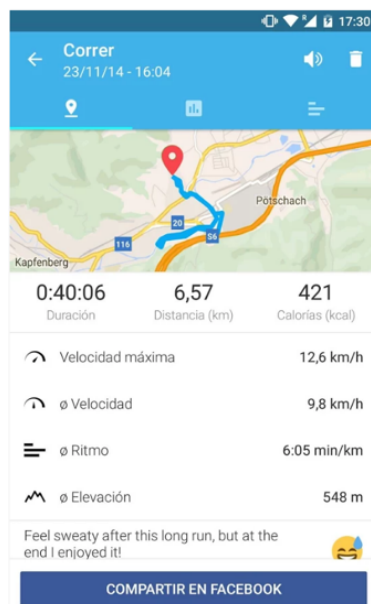 17:30
Correr
23/11/14 - 16:04
Pötschach
20
116
S6
Kapfenberg
0:40:06 6,57 421
Duración Distancia (km) Calorías (kcal)
Velocidad máxima 12,6 km/h
ø Velocidad 9,8 km/h
ø Ritmo 6:05 min/km
ø Elevación 548 m
Feel sweaty after this long run, but at the
end I enjoyed it!
COMPARTIR EN FACEBOOK